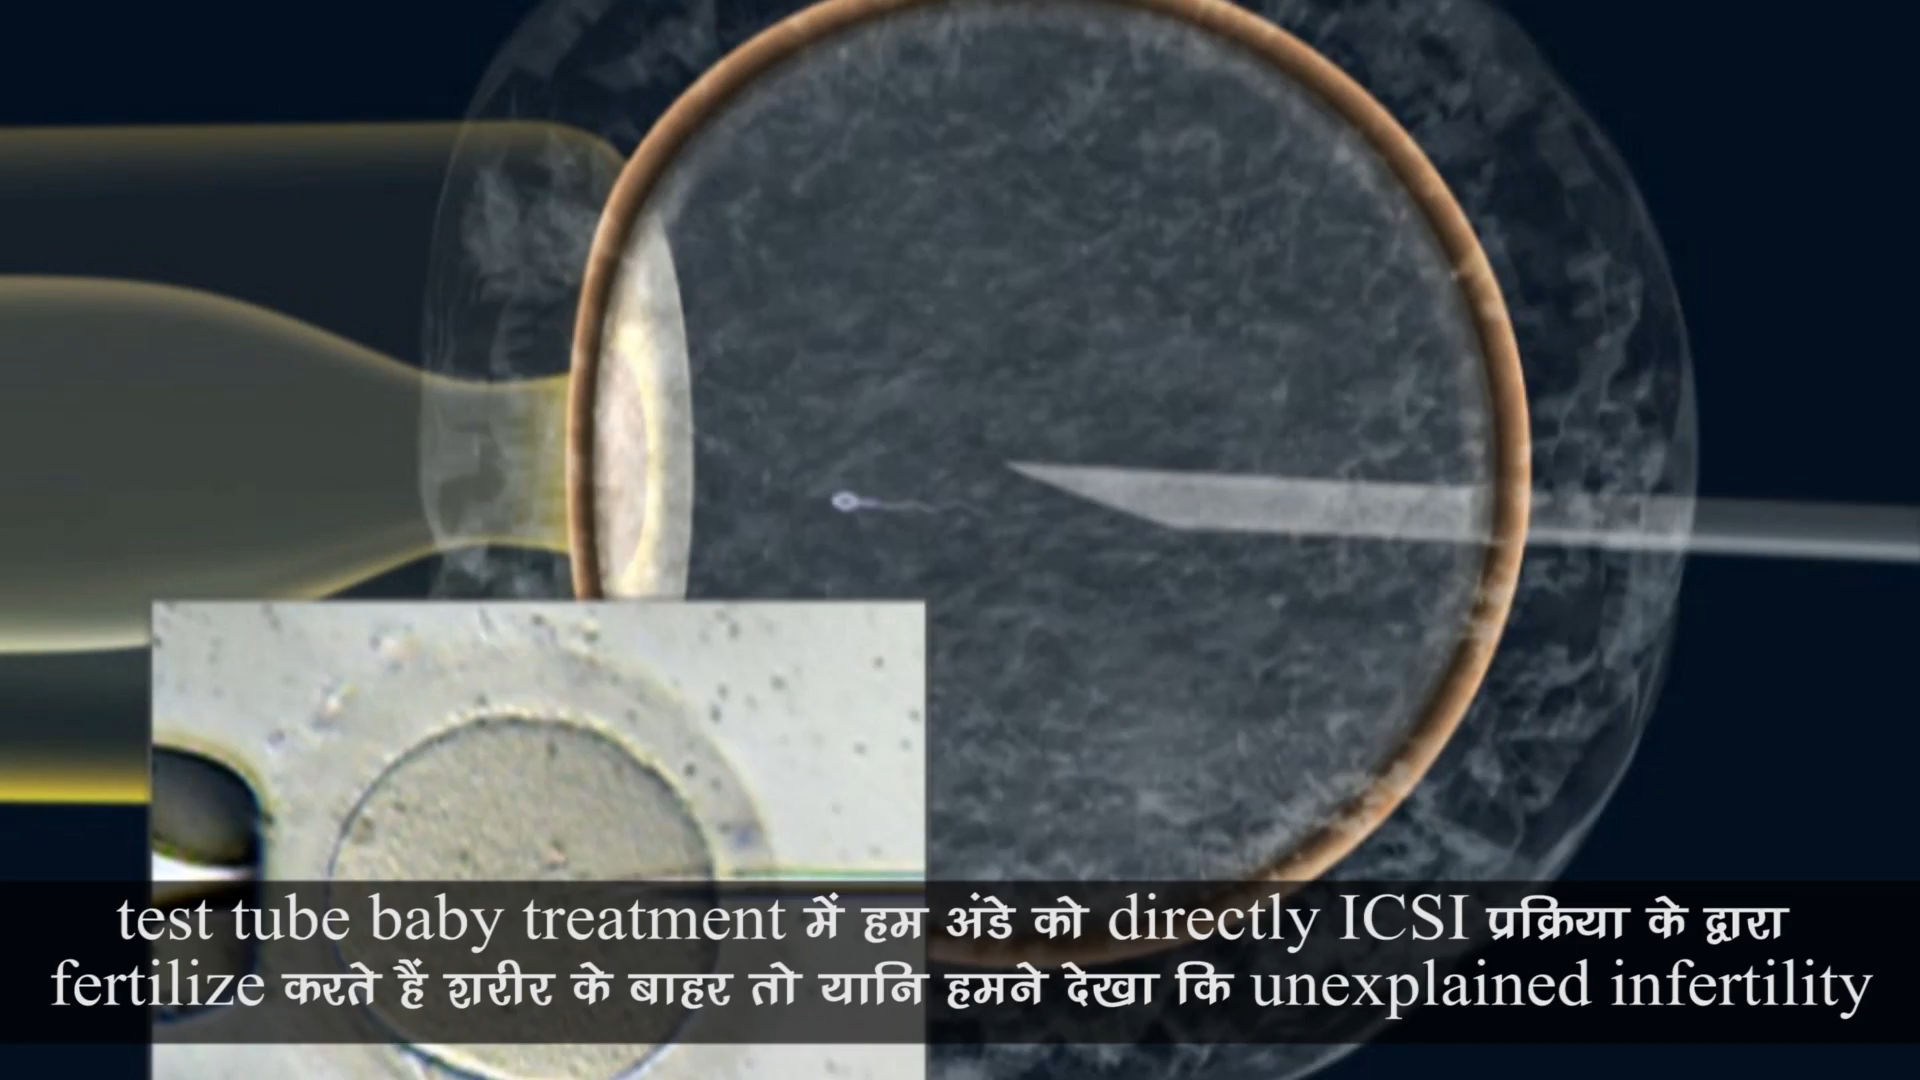 test tube baby treatment में हम अंडे को directly ICSI प्रक्रिया के द्वारा
fertilize करते हैं शरीर के बाहर तो यानि हमने देखा कि unexplained infertility